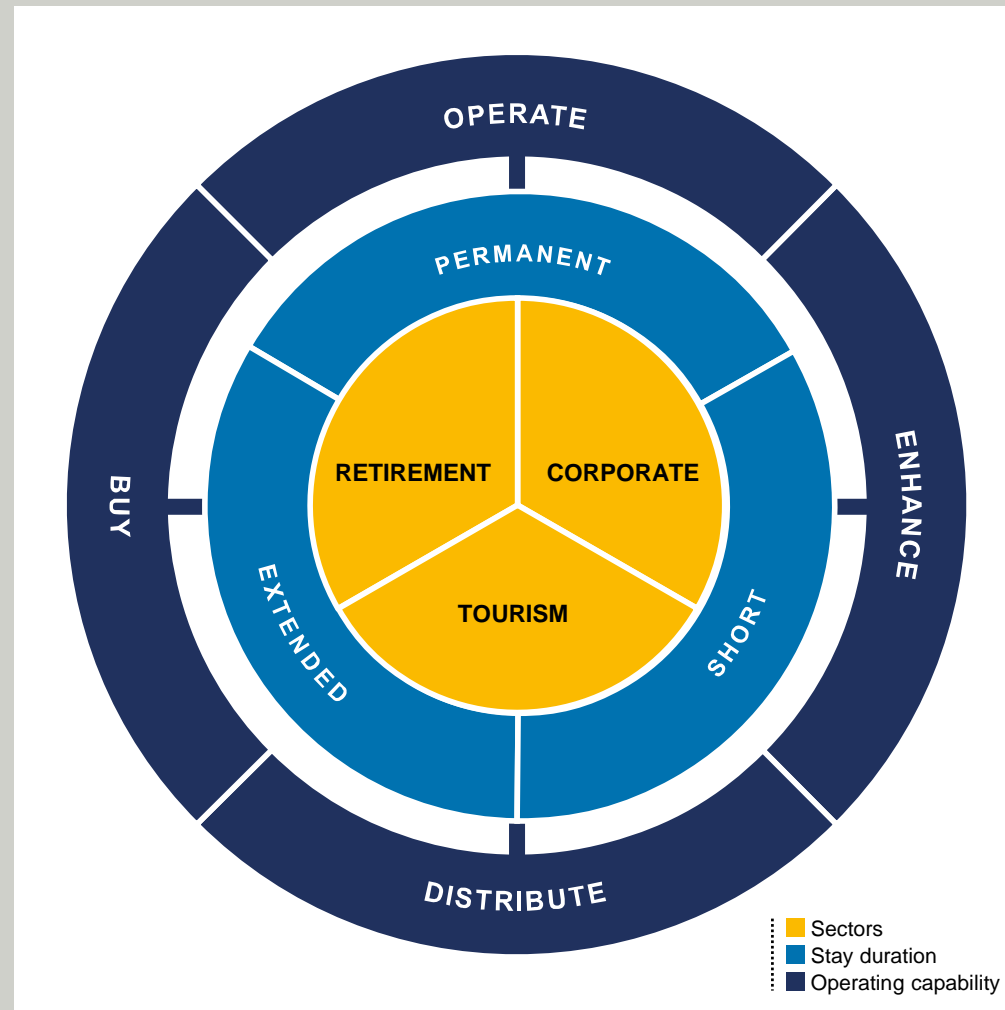 OPERATE
PERMANENT
ENHANCE
RETIREMENT
CORPORATE
BUY
EXTENDED
TOURISM
SHORT
DISTRIBUTE
Sectors
Stay duration
Operating capability